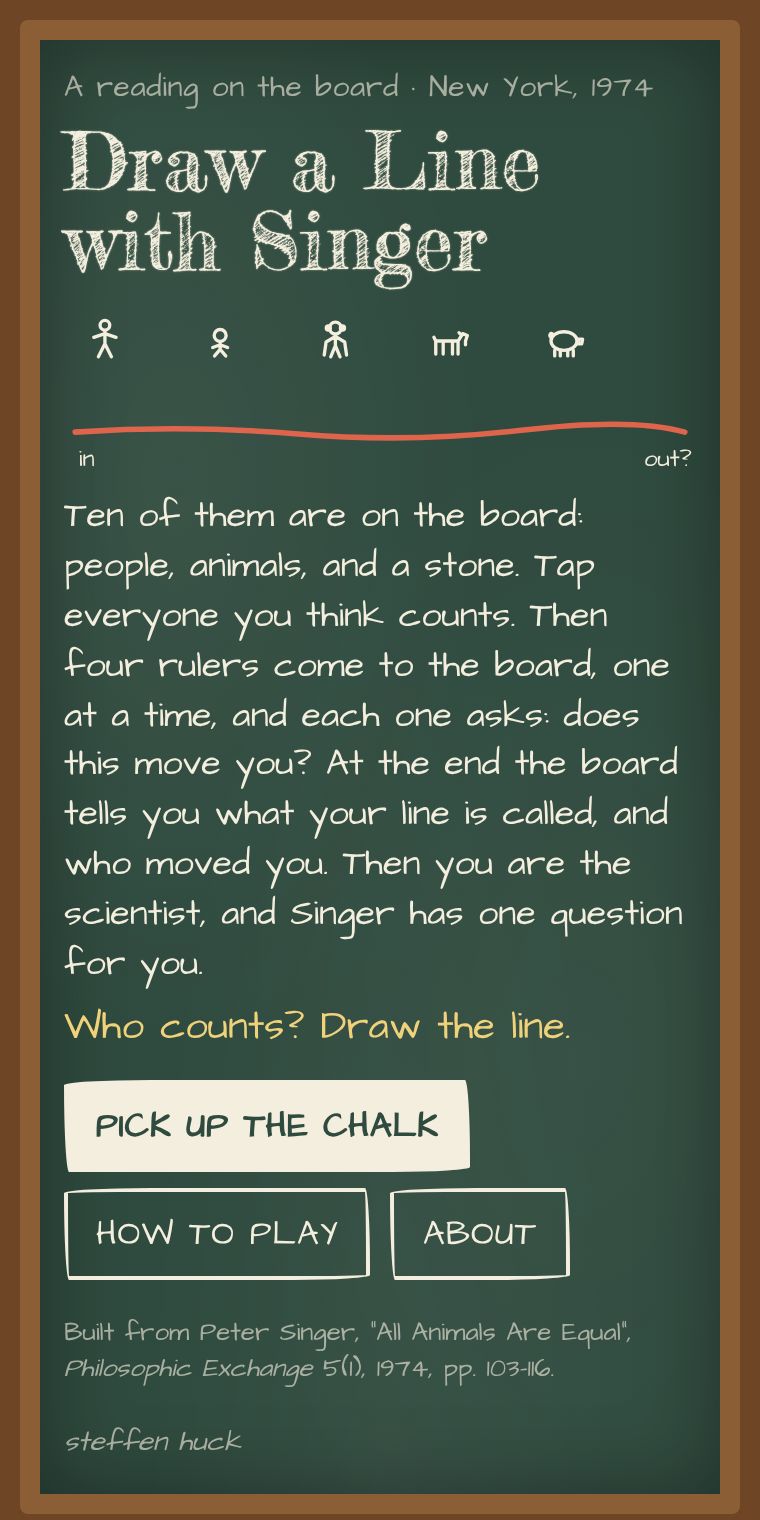 A reading on the board · New York, 1974
Draw a Line
with Singer
in
out?
Ten of them are on the board:
people, animals, and a stone. Tap
everyone you think counts. Then
four rulers come to the board, one
at a time, and each one asks: does
this move you? At the end the board
tells you what your line is called, and
who moved you. Then you are the
scientist, and Singer has one question
for you.
Who counts? Draw the line.
PICK UP THE CHALK
HOW TO PLAY
ABOUT
Built from Peter Singer, "All Animals Are Equal",
Philosophic Exchange 5(1), 1974, pp. 103-116.
steffen huck